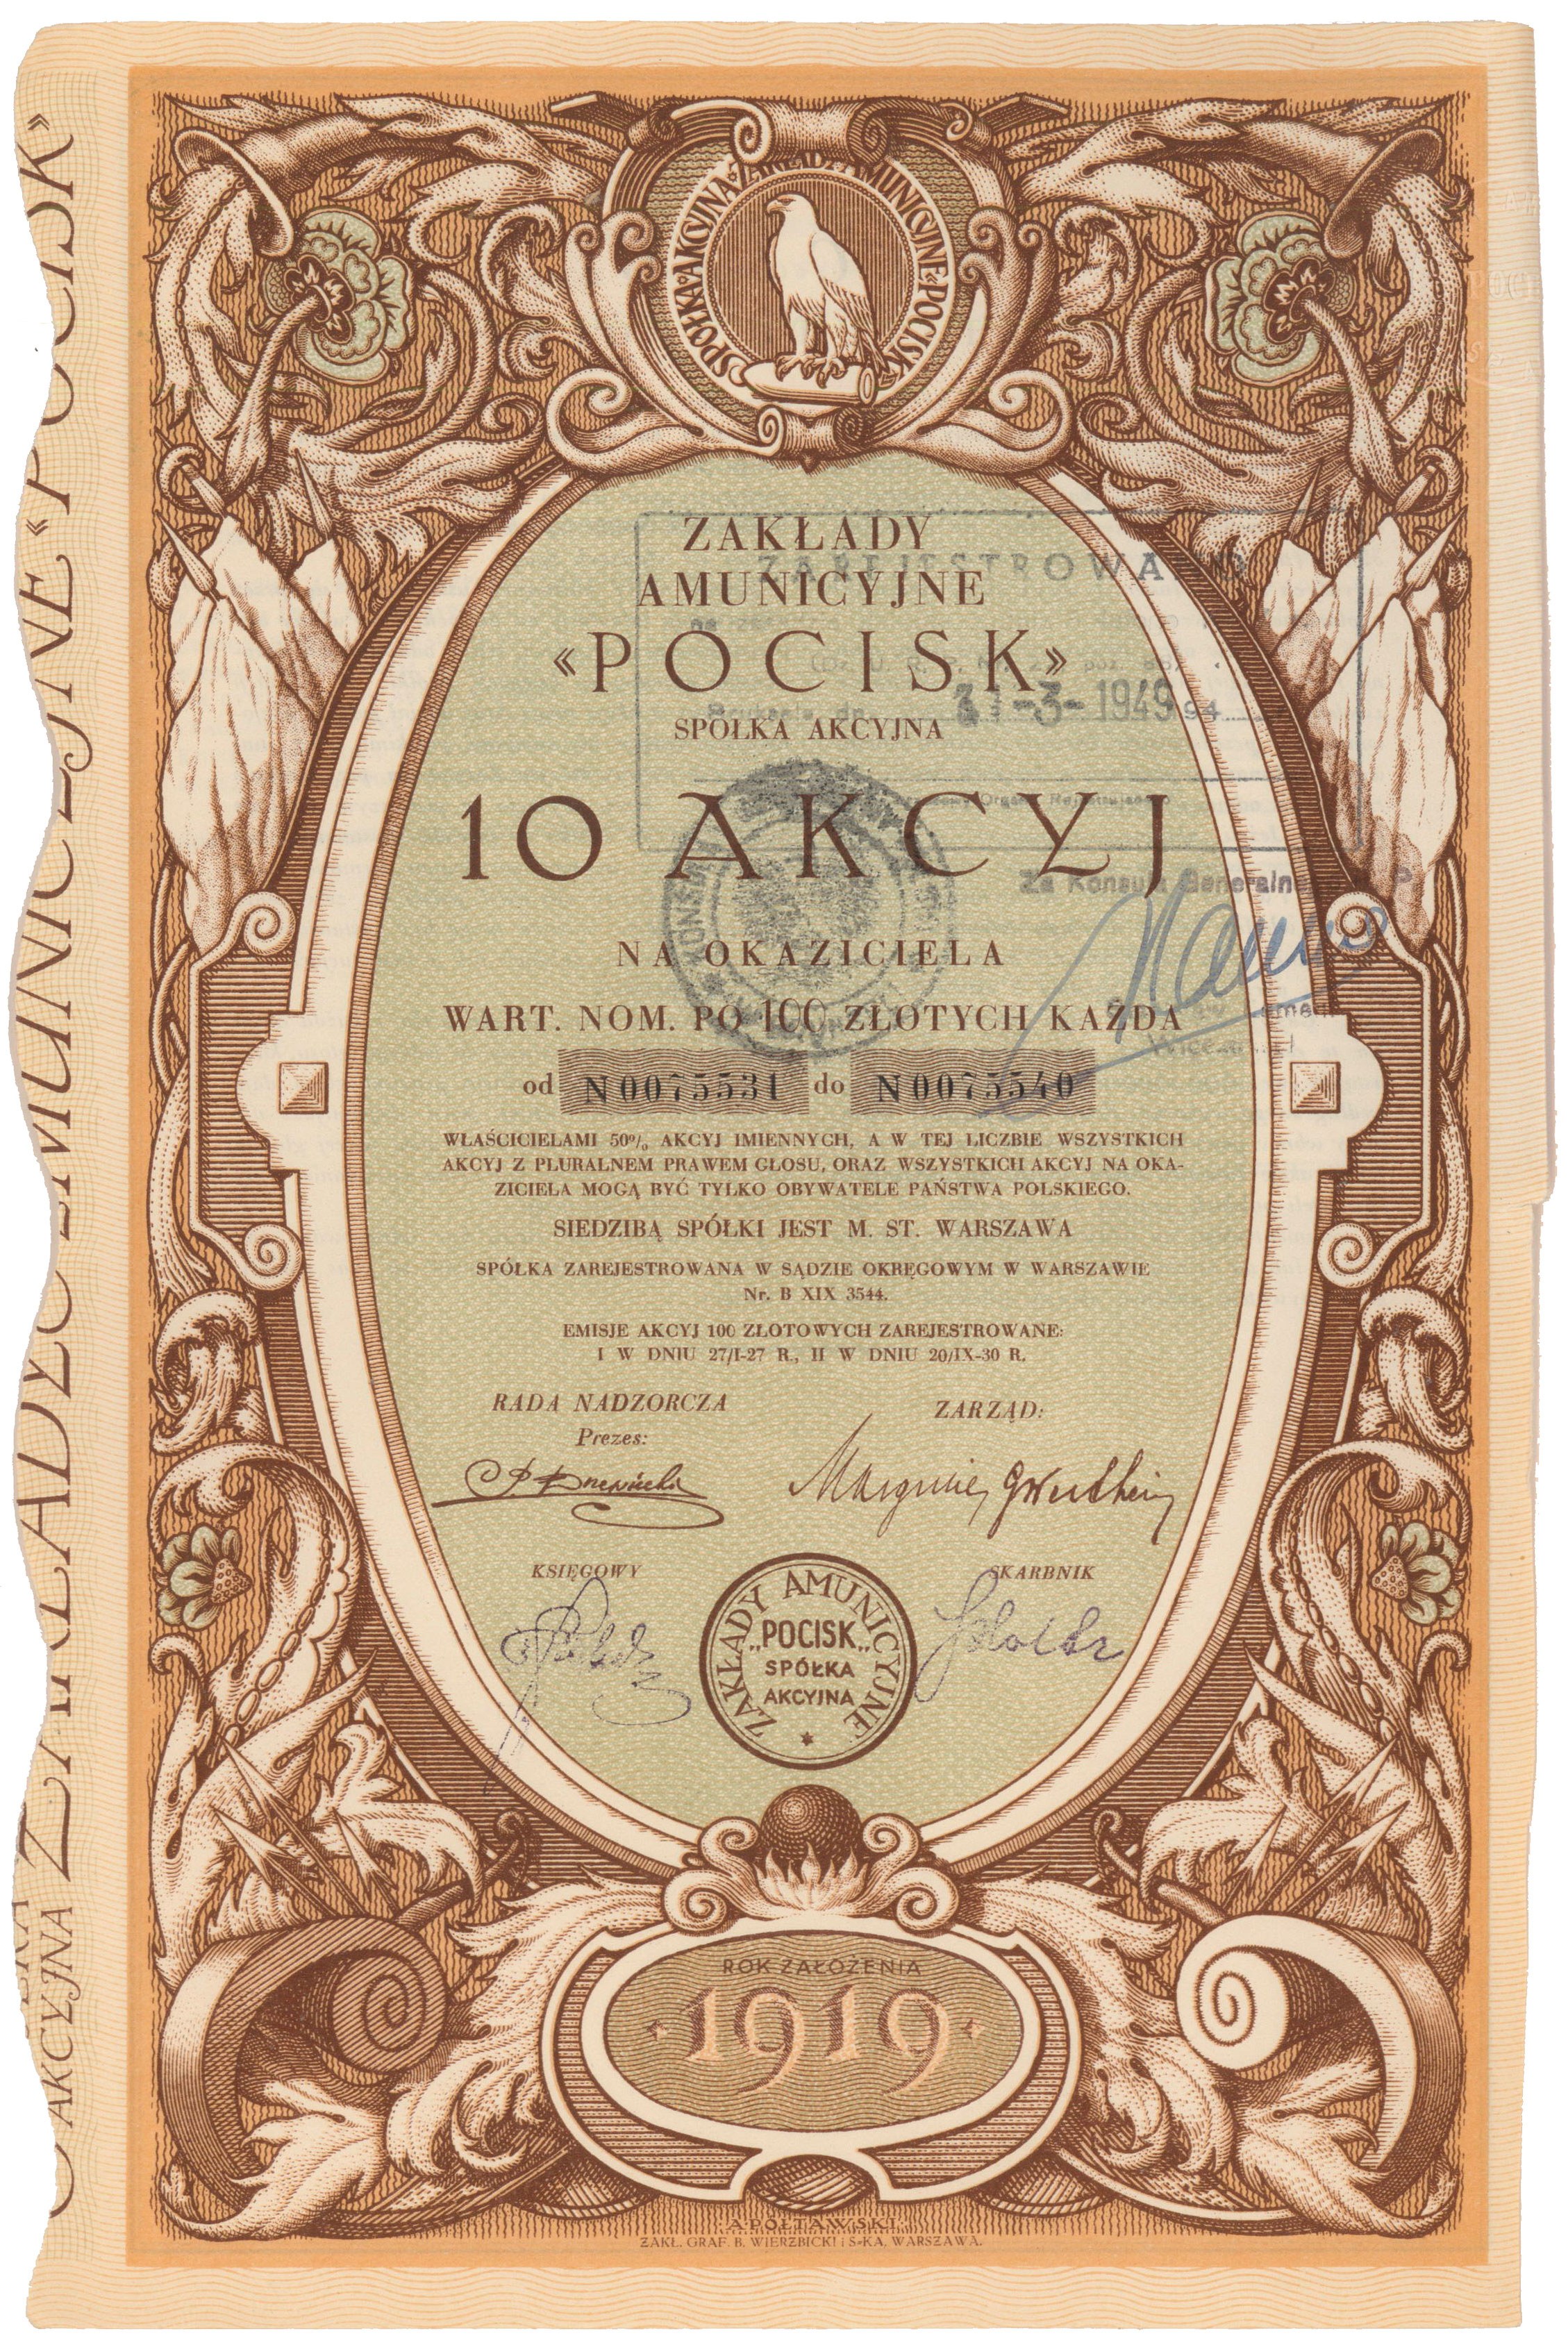 SPÓŁKA·AKCYJNA·ZAKŁADY·AMUNICYJNE·POCISK
ZAKŁADY
AMUNICYJNE
«POCISK»
SPÓŁKA AKCYJNA
ZAREJESTROWANO
31-3-1949
10 AKCYJ
Za Konsula Generalnego R. P.
NA OKAZICIELA
WART. NOM. PO 100 ZŁOTYCH KAŻDA
od N0075531 do N0075540
WŁAŚCICIELAMI 50% AKCYJ IMIENNYCH, A W TEJ LICZBIE WSZYSTKICH
AKCYJ Z PLURALNEM PRAWEM GŁOSU, ORAZ WSZYSTKICH AKCYJ NA OKA-
ZICIELA MOGĄ BYĆ TYLKO OBYWATELE PAŃSTWA POLSKIEGO.
SIEDZIBĄ SPÓŁKI JEST M. ST. WARSZAWA
SPÓŁKA ZAREJESTROWANA W SĄDZIE OKRĘGOWYM W WARSZAWIE
Nr. B XIX 3544.
EMISJE AKCYJ 100 ZŁOTOWYCH ZAREJESTROWANE:
I W DNIU 27/I-27 R., II W DNIU 20/IX-30 R.
RADA NADZORCZA
Prezes:
ZARZĄD:
KSIĘGOWY
SKARBNIK
ZAKŁADY AMUNICYJNE
„POCISK„
SPÓŁKA
AKCYJNA
ROK ZAŁOŻENIA
1919
A.PÓŁTAWSKI.
ZAKŁ. GRAF. B. WIERZBICKI i S-KA, WARSZAWA.